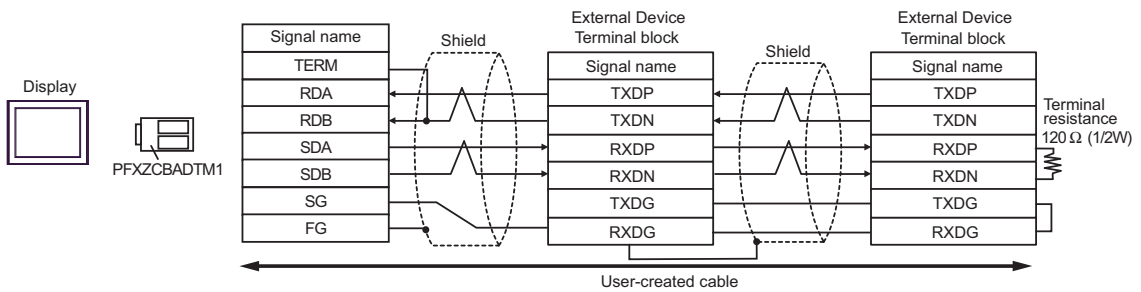 Display
PFXZCBADTM1
Signal name
TERM
RDA
RDB
SDA
SDB
SG
FG
Shield
External Device
Terminal block
Signal name
TXDP
TXDN
RXDP
RXDN
TXDG
RXDG
Shield
External Device
Terminal block
Signal name
TXDP
TXDN
RXDP
RXDN
TXDG
RXDG
Terminal
resistance
120 Ω (1/2W)
User-created cable